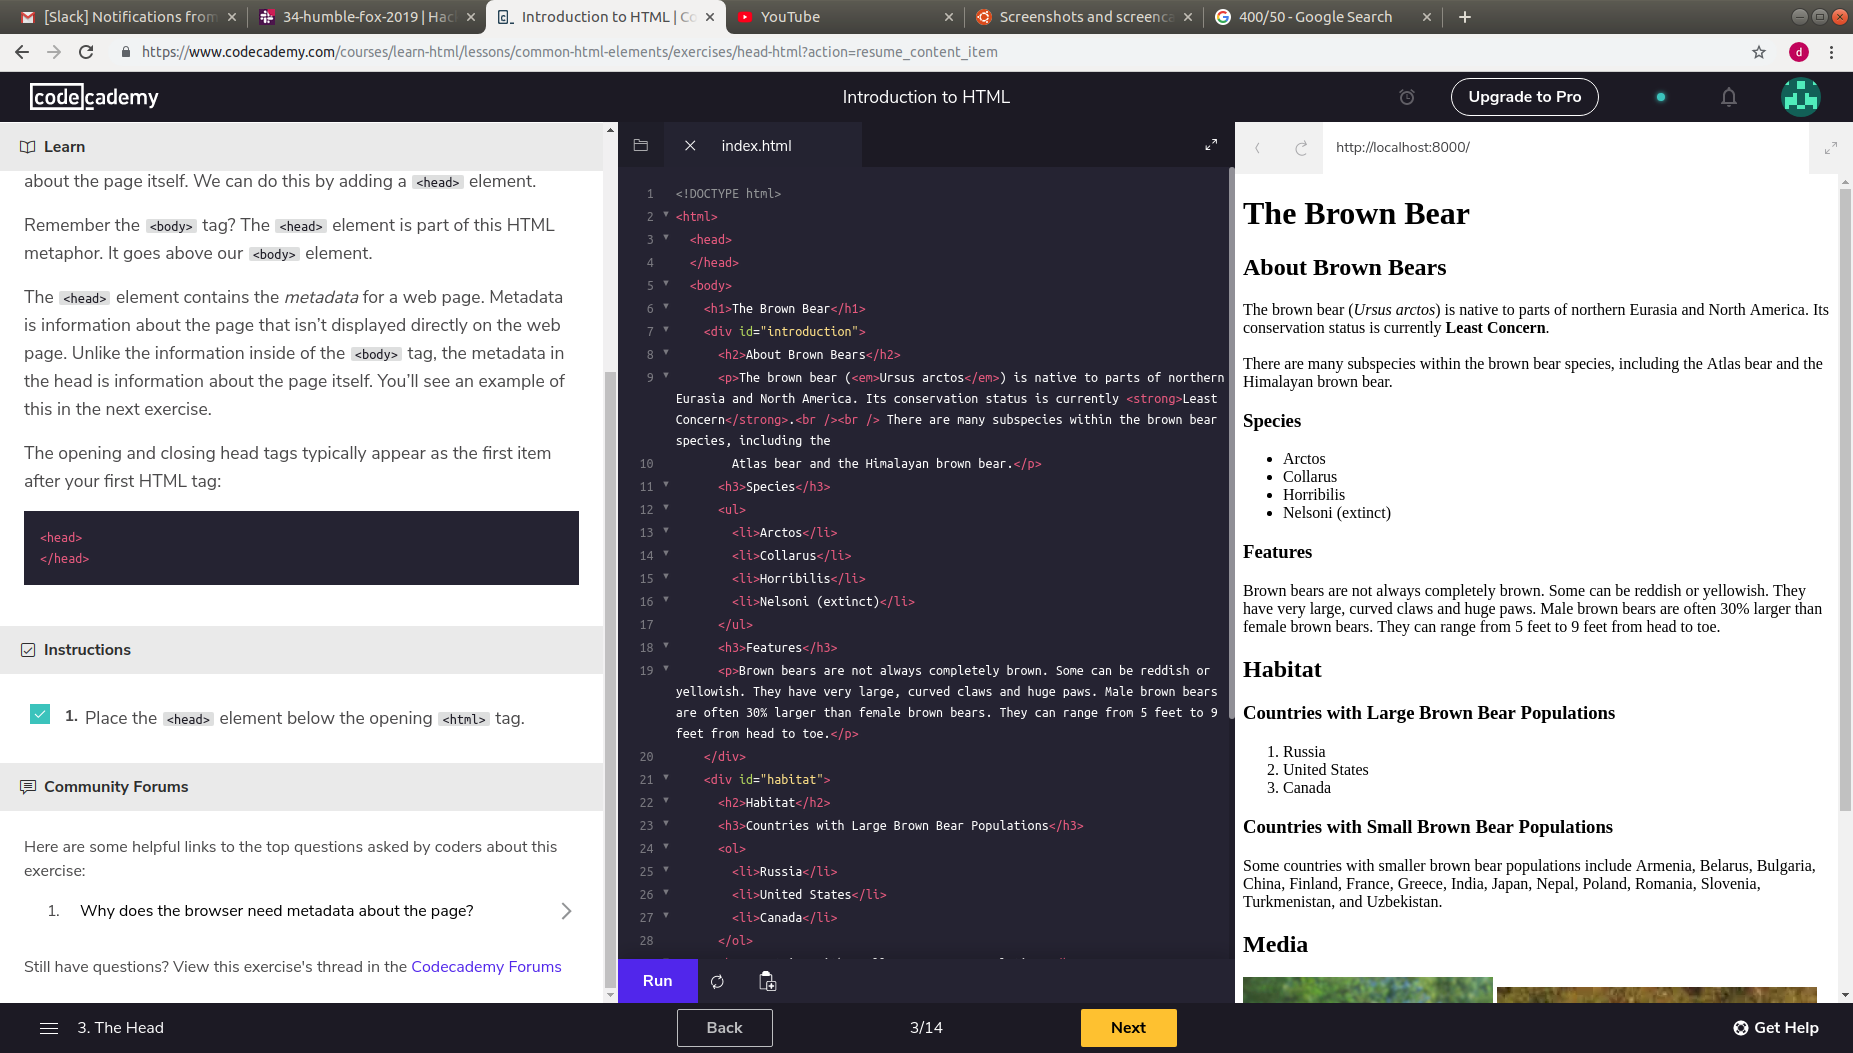 [Slack] Notifications from
34-humble-fox-2019 | Hac
Introduction to HTML | Co
YouTube
Screenshots and screenca
400/50 - Google Search
https://www.codecademy.com/courses/learn-html/lessons/common-html-elements/exercises/head-html?action=resume_content_item
d
codecademy
Introduction to HTML
Upgrade to Pro
Learn
about the page itself. We can do this by adding a <head> element.
Remember the <body> tag? The <head> element is part of this HTML
metaphor. It goes above our <body> element.
The <head> element contains the metadata for a web page. Metadata
is information about the page that isn't displayed directly on the web
page. Unlike the information inside of the <body> tag, the metadata in
the head is information about the page itself. You'll see an example of
this in the next exercise.
The opening and closing head tags typically appear as the first item
after your first HTML tag:
<head>
</head>
Instructions
1. Place the <head> element below the opening <html> tag.
Community Forums
Here are some helpful links to the top questions asked by coders about this
exercise:
1. Why does the browser need metadata about the page?
Still have questions? View this exercise's thread in the Codecademy Forums
index.html
1 <!DOCTYPE html>
2 <html>
3 <head>
4 </head>
5 <body>
6 <h1>The Brown Bear</h1>
7 <div id="introduction">
8 <h2>About Brown Bears</h2>
9 <p>The brown bear (<em>Ursus arctos</em>) is native to parts of northern
Eurasia and North America. Its conservation status is currently <strong>Least
Concern</strong>.<br /><br /> There are many subspecies within the brown bear
species, including the
10 Atlas bear and the Himalayan brown bear.</p>
11 <h3>Species</h3>
12 <ul>
13 <li>Arctos</li>
14 <li>Collarus</li>
15 <li>Horribilis</li>
16 <li>Nelsoni (extinct)</li>
17 </ul>
18 <h3>Features</h3>
19 <p>Brown bears are not always completely brown. Some can be reddish or
yellowish. They have very large, curved claws and huge paws. Male brown bears
are often 30% larger than female brown bears. They can range from 5 feet to 9
feet from head to toe.</p>
20 </div>
21 <div id="habitat">
22 <h2>Habitat</h2>
23 <h3>Countries with Large Brown Bear Populations</h3>
24 <ol>
25 <li>Russia</li>
26 <li>United States</li>
27 <li>Canada</li>
28 </ol>
Run
http://localhost:8000/
The Brown Bear
About Brown Bears
The brown bear (Ursus arctos) is native to parts of northern Eurasia and North America. Its
conservation status is currently Least Concern.
There are many subspecies within the brown bear species, including the Atlas bear and the
Himalayan brown bear.
Species
Arctos
Collarus
Horribilis
Nelsoni (extinct)
Features
Brown bears are not always completely brown. Some can be reddish or yellowish. They
have very large, curved claws and huge paws. Male brown bears are often 30% larger than
female brown bears. They can range from 5 feet to 9 feet from head to toe.
Habitat
Countries with Large Brown Bear Populations
1. Russia
2. United States
3. Canada
Countries with Small Brown Bear Populations
Some countries with smaller brown bear populations include Armenia, Belarus, Bulgaria,
China, Finland, France, Greece, India, Japan, Nepal, Poland, Romania, Slovenia,
Turkmenistan, and Uzbekistan.
Media
3. The Head
Back
3/14
Next
Get Help